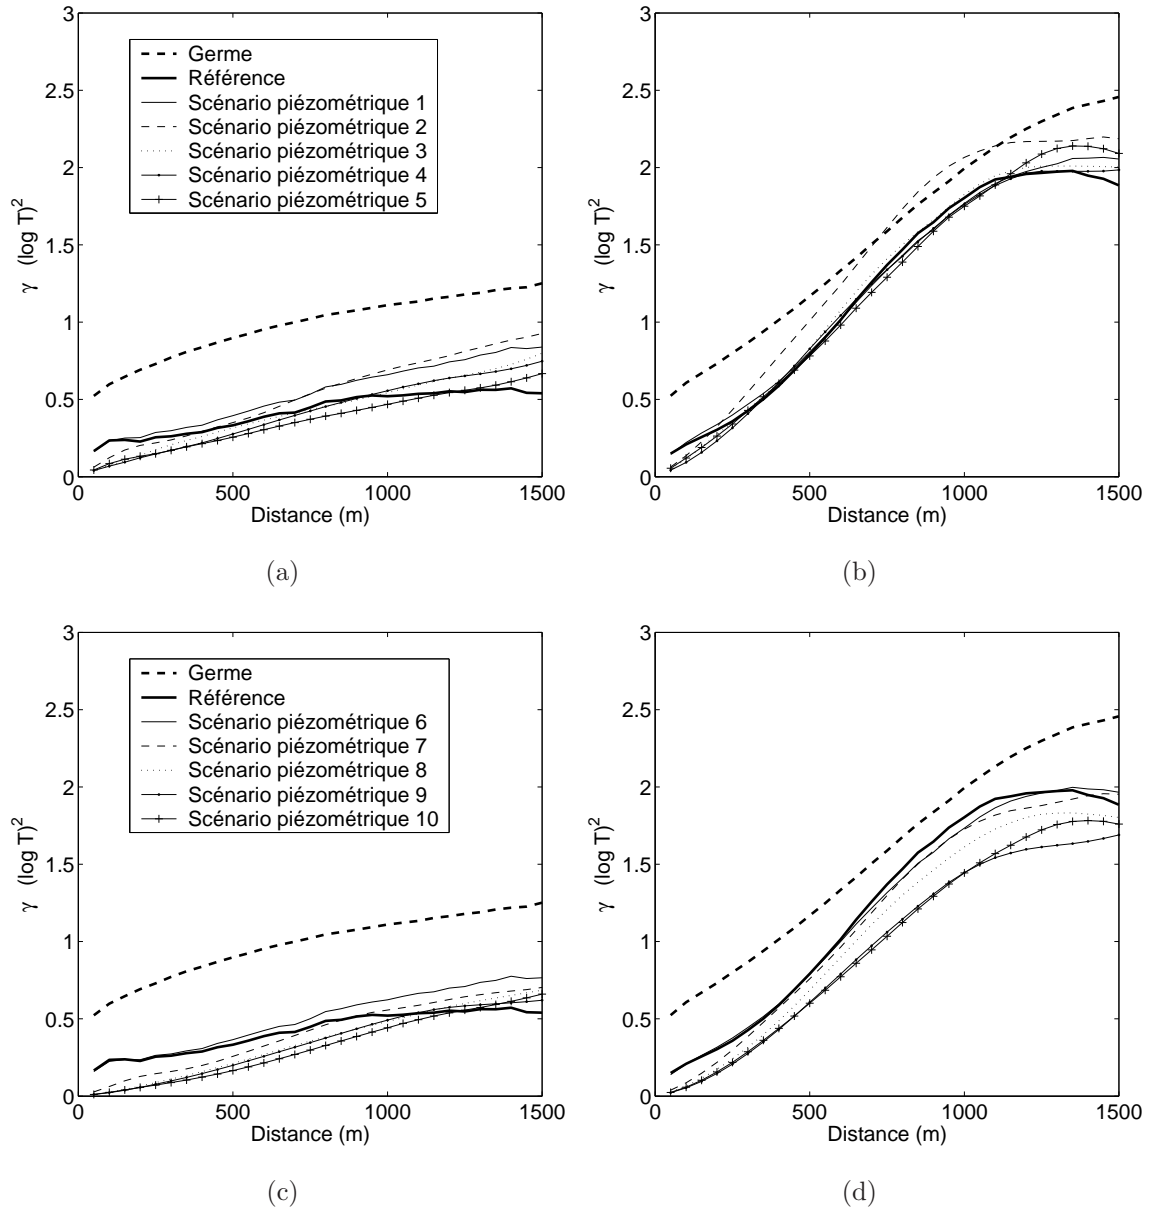 3
2.5
2
1.5
1
0.5
0
γ (log T)²
Germe
Référence
Scénario piézométrique 1
Scénario piézométrique 2
Scénario piézométrique 3
Scénario piézométrique 4
Scénario piézométrique 5
0 500 1000 1500
Distance (m)
(a)
3
2.5
2
1.5
1
0.5
0
γ (log T)²
0 500 1000 1500
Distance (m)
(b)
3
2.5
2
1.5
1
0.5
0
γ (log T)²
Germe
Référence
Scénario piézométrique 6
Scénario piézométrique 7
Scénario piézométrique 8
Scénario piézométrique 9
Scénario piézométrique 10
0 500 1000 1500
Distance (m)
(c)
3
2.5
2
1.5
1
0.5
0
γ (log T)²
0 500 1000 1500
Distance (m)
(d)